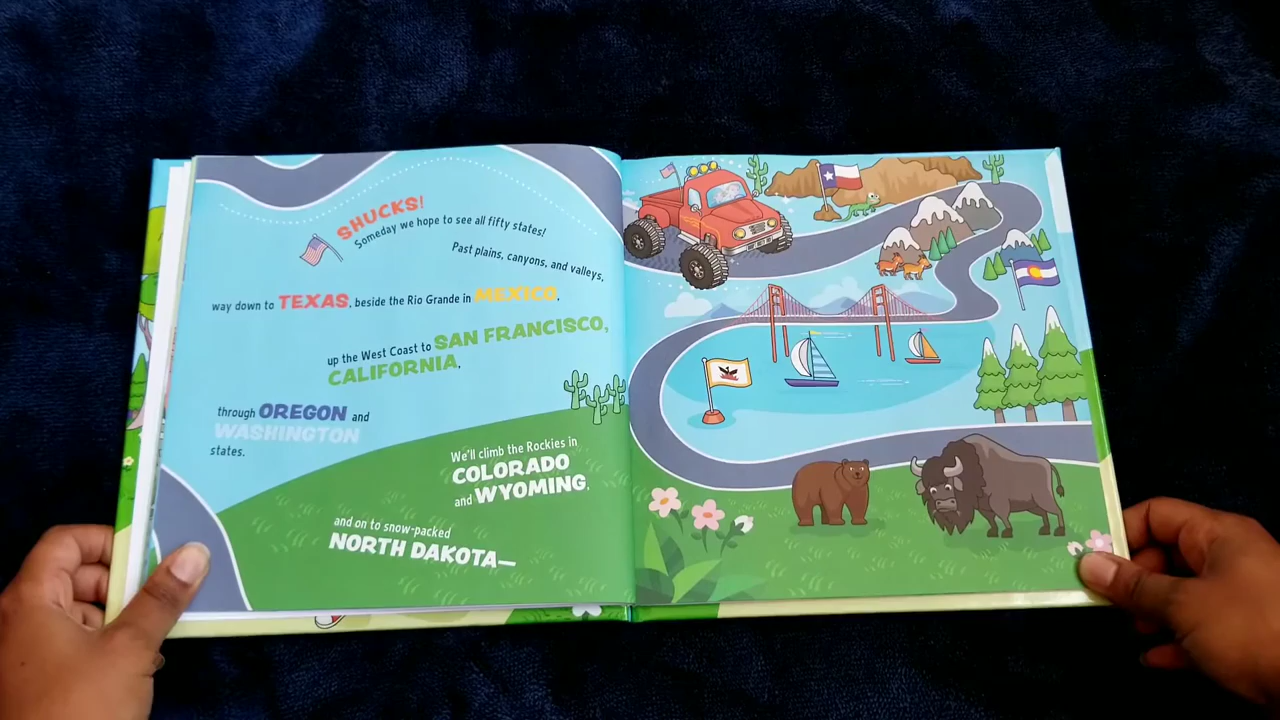 SHUCKS!
Someday we hope to see all fifty states!
Past plains, canyons, and valleys,
way down to TEXAS, beside the Rio Grande in MEXICO,
up the West Coast to SAN FRANCISCO,
CALIFORNIA,
through OREGON and
WASHINGTON
states.
We'll climb the Rockies in
COLORADO
and WYOMING,
and on to snow-packed
NORTH DAKOTA—